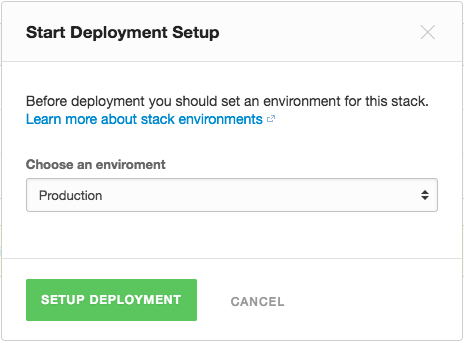 Start Deployment Setup
Before deployment you should set an environment for this stack.
Learn more about stack environments
Choose an enviroment
Production
SETUP DEPLOYMENT
CANCEL